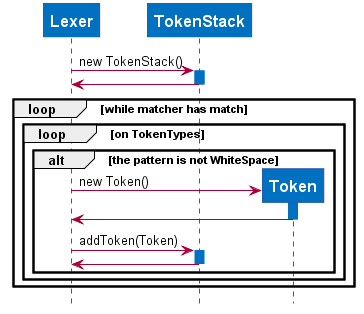 Lexer TokenStack
new TokenStack()
loop [while matcher has match]
loop [on TokenTypes]
alt [the pattern is not WhiteSpace]
new Token()
Token
addToken(Token)